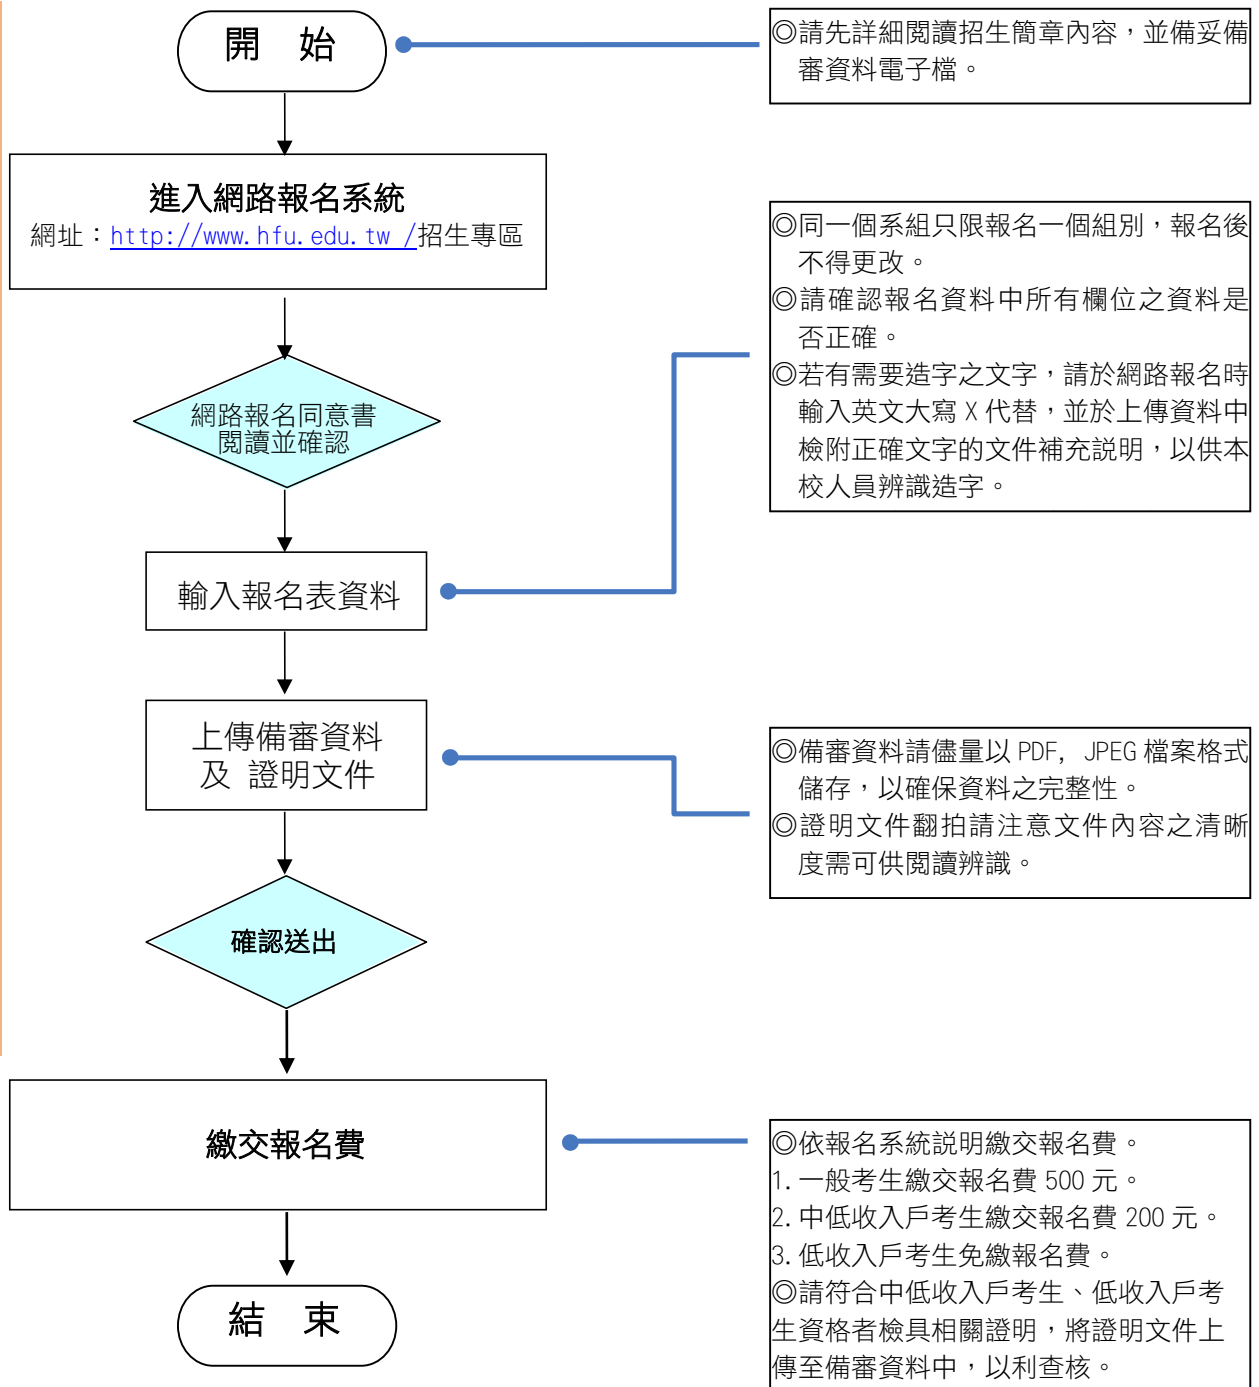 開 始
◎請先詳細閱讀招生簡章內容，並備妥備
審資料電子檔。
進入網路報名系統
網址：http://www.hfu.edu.tw /招生專區
◎同一個系組只限報名一個組別，報名後
不得更改。
◎請確認報名資料中所有欄位之資料是
否正確。
◎若有需要造字之文字，請於網路報名時
輸入英文大寫 X 代替，並於上傳資料中
檢附正確文字的文件補充說明，以供本
校人員辨識造字。
網路報名同意書
閱讀並確認
輸入報名表資料
上傳備審資料
及 證明文件
◎備審資料請儘量以 PDF, JPEG 檔案格式
儲存，以確保資料之完整性。
◎證明文件翻拍請注意文件內容之清晰
度需可供閱讀辨識。
確認送出
繳交報名費
◎依報名系統說明繳交報名費。
1.一般考生繳交報名費 500 元。
2.中低收入戶考生繳交報名費 200 元。
3.低收入戶考生免繳報名費。
◎請符合中低收入戶考生、低收入戶考
生資格者檢具相關證明，將證明文件上
傳至備審資料中，以利查核。
結 束